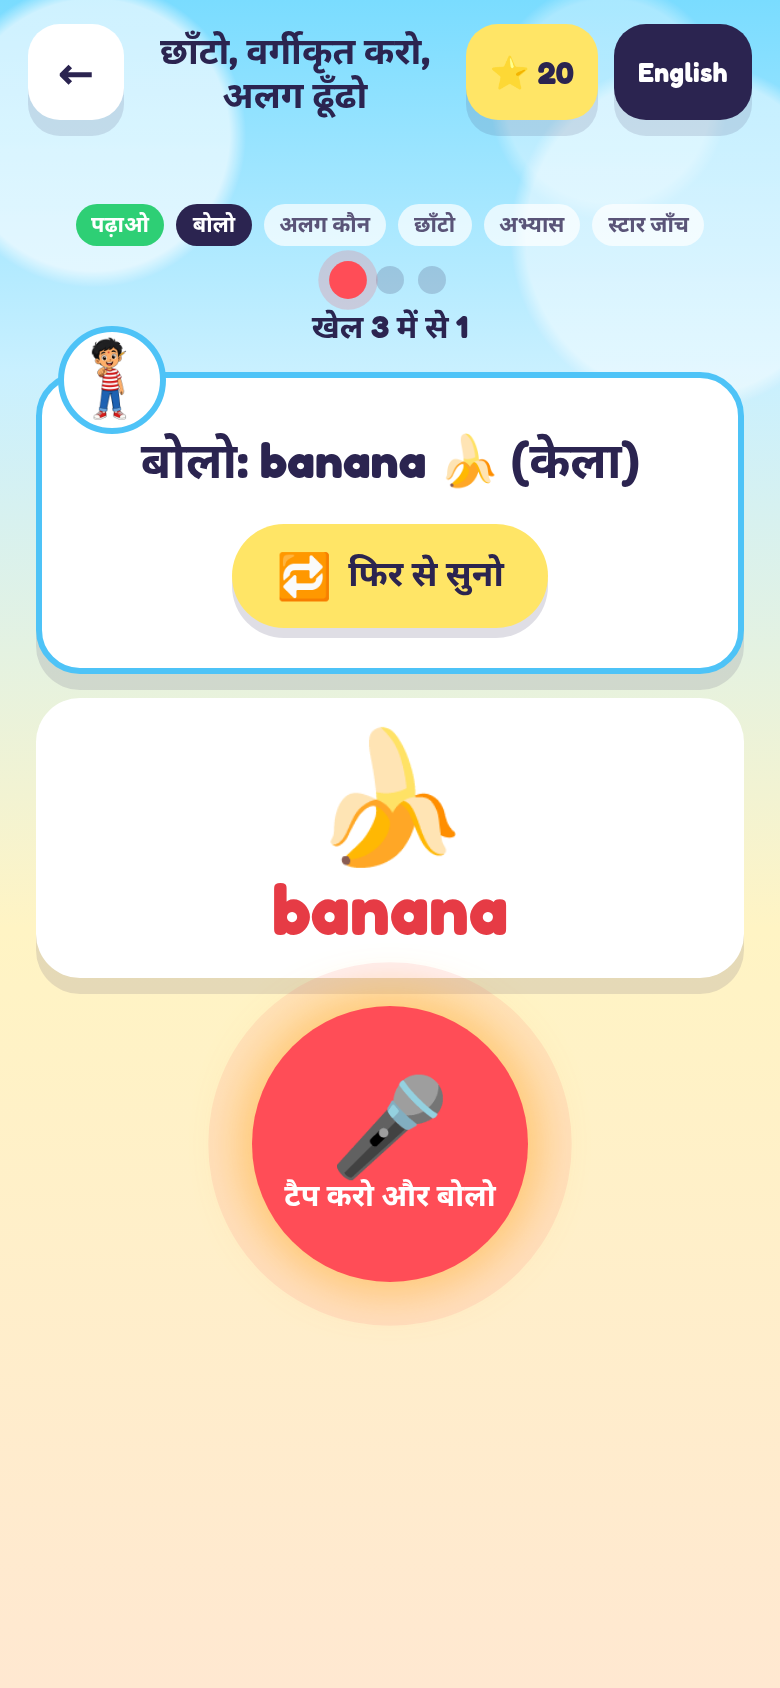 ←
छाँटो, वर्गीकृत करो,
अलग ढूँढो
20
English
पढ़ाओ
बोलो
अलग कौन
छाँटो
अभ्यास
स्टार जाँच
खेल 3 में से 1
बोलो: banana 🍌 (केला)
🔁 फिर से सुनो
banana
टैप करो और बोलो